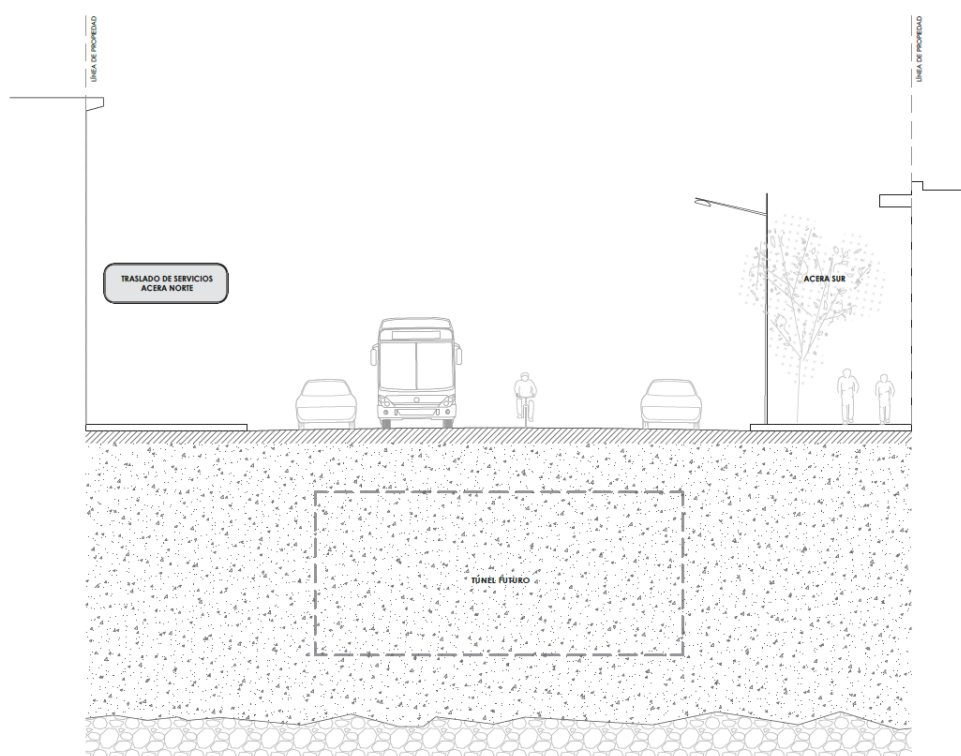 LÍNEA DE PROPIEDAD
LÍNEA DE PROPIEDAD
TRASLADO DE SERVICIOS
ACERA NORTE
ACERA SUR
TÚNEL FUTURO